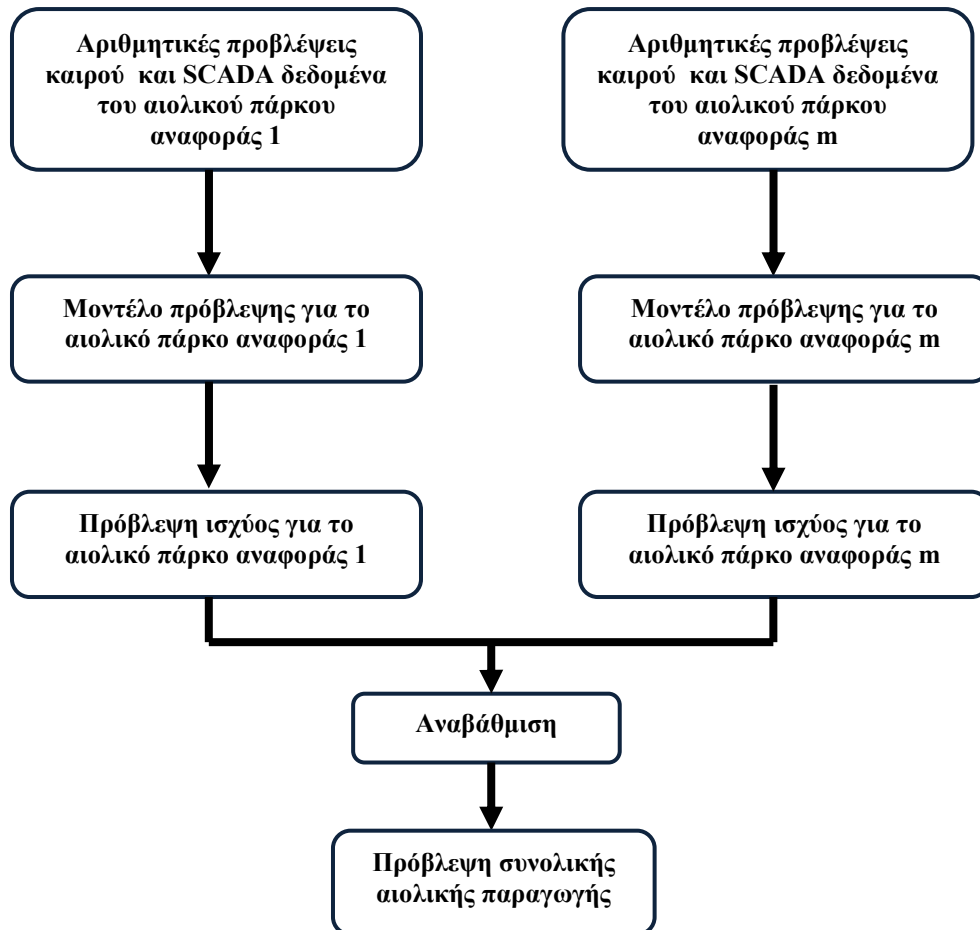 Αριθμητικές προβλέψεις
καιρού και SCADA δεδομένα
του αιολικού πάρκου
αναφοράς 1
Αριθμητικές προβλέψεις
καιρού και SCADA δεδομένα
του αιολικού πάρκου
αναφοράς m
Μοντέλο πρόβλεψης για το
αιολικό πάρκο αναφοράς 1
Μοντέλο πρόβλεψης για το
αιολικό πάρκο αναφοράς m
Πρόβλεψη ισχύος για το
αιολικό πάρκο αναφοράς 1
Πρόβλεψη ισχύος για το
αιολικό πάρκο αναφοράς m
Αναβάθμιση
Πρόβλεψη συνολικής
αιολικής παραγωγής